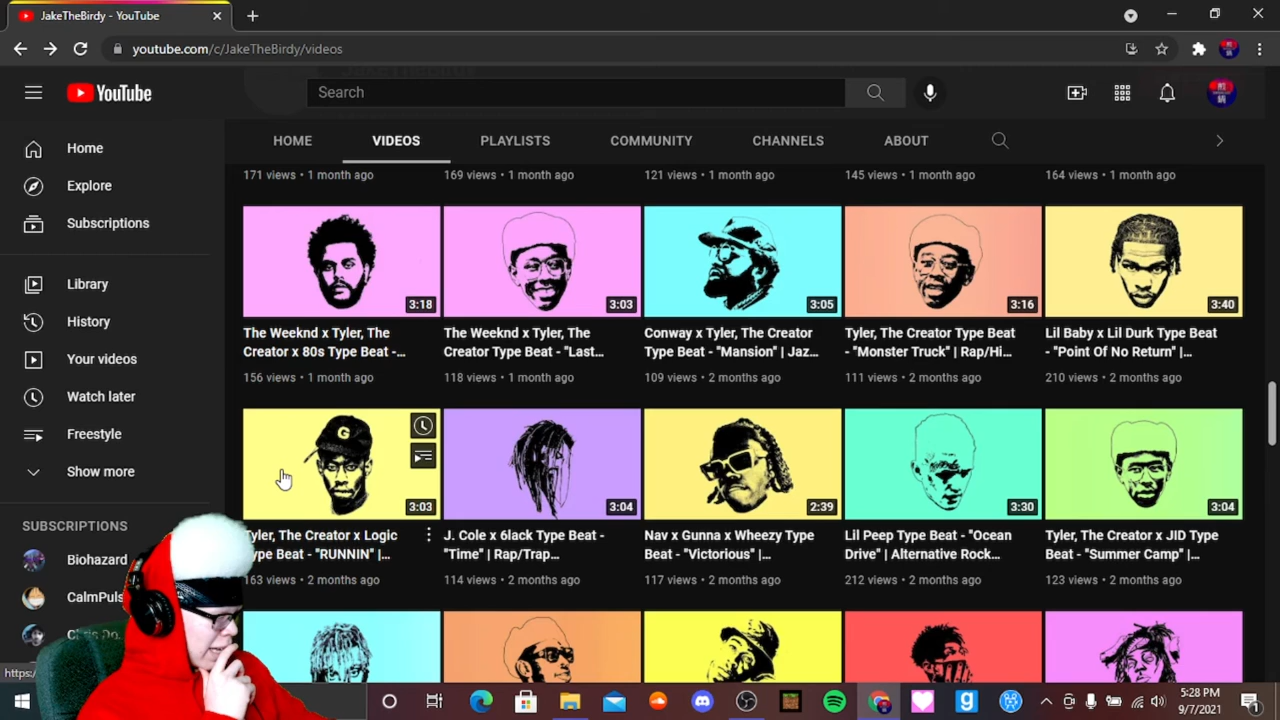 JakeTheBirdy - YouTube
youtube.com/c/JakeTheBirdy/videos
YouTube
Search
HOME VIDEOS PLAYLISTS COMMUNITY CHANNELS ABOUT
Home
Explore
Subscriptions
Library
History
Your videos
Watch later
Freestyle
Show more
SUBSCRIPTIONS
Biohazard
CalmPuls
https:/
171 views • 1 month ago
169 views • 1 month ago
121 views • 1 month ago
145 views • 1 month ago
164 views • 1 month ago
3:18
The Weeknd x Tyler, The
Creator x 80s Type Beat -...
156 views • 1 month ago
3:03
The Weeknd x Tyler, The
Creator Type Beat - "Last...
118 views • 1 month ago
3:05
Conway x Tyler, The Creator
Type Beat - "Mansion" | Jaz...
109 views • 2 months ago
3:16
Tyler, The Creator Type Beat
- "Monster Truck" | Rap/Hi...
111 views • 2 months ago
3:40
Lil Baby x Lil Durk Type Beat
- "Point Of No Return" |...
210 views • 2 months ago
G
3:03
Tyler, The Creator x Logic
Type Beat - "RUNNIN" |...
163 views • 2 months ago
3:04
J. Cole x 6lack Type Beat -
"Time" | Rap/Trap...
114 views • 2 months ago
2:39
Nav x Gunna x Wheezy Type
Beat - "Victorious" |...
117 views • 2 months ago
3:30
Lil Peep Type Beat - "Ocean
Drive" | Alternative Rock...
212 views • 2 months ago
3:04
Tyler, The Creator x JID Type
Beat - "Summer Camp" |...
123 views • 2 months ago
5:28 PM
9/7/2021
1